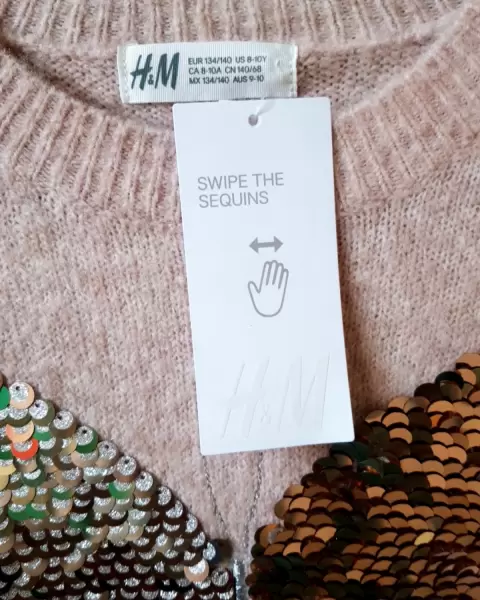 H&M
EUR 134/140 US 8-10Y
CA 8-10A CN 140/68
MX 134/140 AUS 9-10
SWIPE THE
SEQUINS
H&M